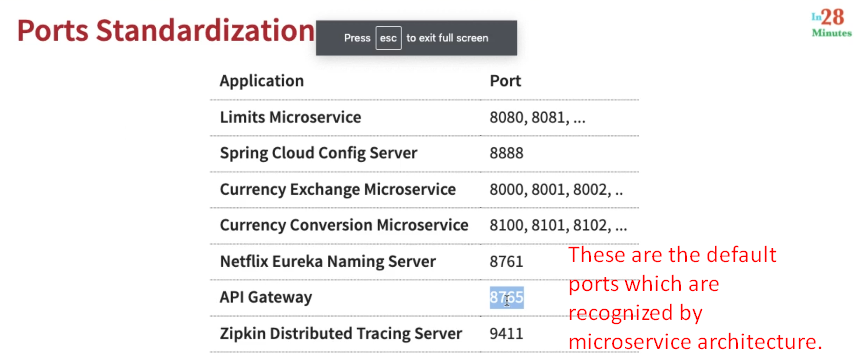 Ports Standardization
Press esc to exit full screen
In28
Minutes
Application Port
Limits Microservice 8080, 8081, ...
Spring Cloud Config Server 8888
Currency Exchange Microservice 8000, 8001, 8002, ..
Currency Conversion Microservice 8100, 8101, 8102, ...
Netflix Eureka Naming Server 8761
API Gateway 8765
Zipkin Distributed Tracing Server 9411
These are the default
ports which are
recognized by
microservice architecture.